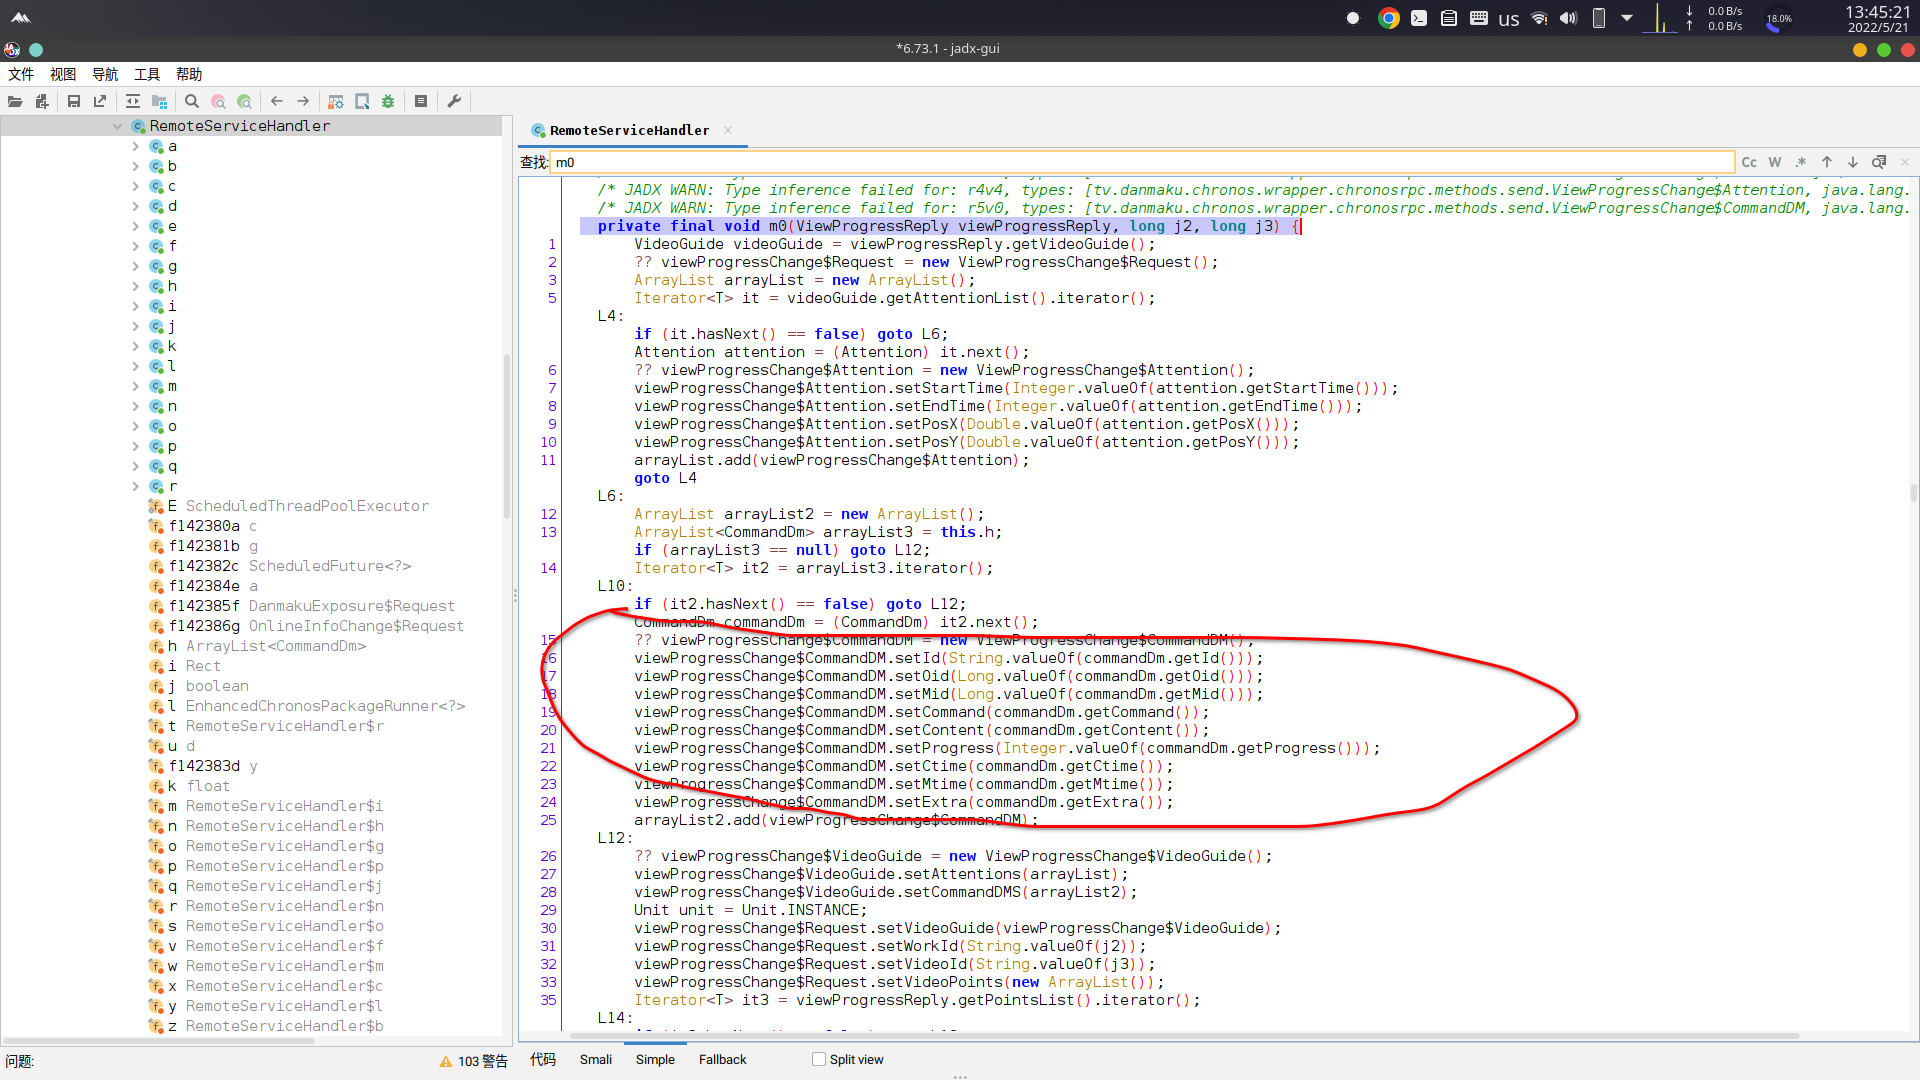 us
0.0 B/s
0.0 B/s
18.0%
13:45:21
2022/5/21
*6.73.1 - jadx-gui
文件 视图 导航 工具 帮助
RemoteServiceHandler
a
b
c
d
e
f
g
h
i
j
k
l
m
n
o
p
q
r
E ScheduledThreadPoolExecutor
f142380a c
f142381b g
f142382c ScheduledFuture<?>
f142384e a
f142385f DanmakuExposure$Request
f142386g OnlineInfoChange$Request
h ArrayList<CommandDm>
i Rect
j boolean
l EnhancedChronosPackageRunner<?>
t RemoteServiceHandler$r
u d
f142383d y
k float
m RemoteServiceHandler$i
n RemoteServiceHandler$h
o RemoteServiceHandler$g
p RemoteServiceHandler$p
q RemoteServiceHandler$j
r RemoteServiceHandler$n
s RemoteServiceHandler$o
v RemoteServiceHandler$f
w RemoteServiceHandler$m
x RemoteServiceHandler$c
y RemoteServiceHandler$l
z RemoteServiceHandler$b
问题:
103 警告
RemoteServiceHandler
查找: m0
Cc W .*
/* JADX WARN: Type inference failed for: r4v4, types: [tv.danmaku.chronos.wrapper.chronosrpc.methods.send.ViewProgressChange$Attention, java.lang.
/* JADX WARN: Type inference failed for: r5v0, types: [tv.danmaku.chronos.wrapper.chronosrpc.methods.send.ViewProgressChange$CommandDM, java.lang.
private final void m0(ViewProgressReply viewProgressReply, long j2, long j3) {
1 VideoGuide videoGuide = viewProgressReply.getVideoGuide();
2 ?? viewProgressChange$Request = new ViewProgressChange$Request();
3 ArrayList arrayList = new ArrayList();
5 Iterator<T> it = videoGuide.getAttentionList().iterator();
L4:
if (it.hasNext() == false) goto L6;
Attention attention = (Attention) it.next();
6 ?? viewProgressChange$Attention = new ViewProgressChange$Attention();
7 viewProgressChange$Attention.setStartTime(Integer.valueOf(attention.getStartTime()));
8 viewProgressChange$Attention.setEndTime(Integer.valueOf(attention.getEndTime()));
9 viewProgressChange$Attention.setPosX(Double.valueOf(attention.getPosX()));
10 viewProgressChange$Attention.setPosY(Double.valueOf(attention.getPosY()));
11 arrayList.add(viewProgressChange$Attention);
goto L4
L6:
12 ArrayList arrayList2 = new ArrayList();
13 ArrayList<CommandDm> arrayList3 = this.h;
if (arrayList3 == null) goto L12;
14 Iterator<T> it2 = arrayList3.iterator();
L10:
if (it2.hasNext() == false) goto L12;
CommandDm commandDm = (CommandDm) it2.next();
15 ?? viewProgressChange$CommandDM = new ViewProgressChange$CommandDM();
16 viewProgressChange$CommandDM.setId(String.valueOf(commandDm.getId()));
17 viewProgressChange$CommandDM.setOid(Long.valueOf(commandDm.getOid()));
18 viewProgressChange$CommandDM.setMid(Long.valueOf(commandDm.getMid()));
19 viewProgressChange$CommandDM.setCommand(commandDm.getCommand());
20 viewProgressChange$CommandDM.setContent(commandDm.getContent());
21 viewProgressChange$CommandDM.setProgress(Integer.valueOf(commandDm.getProgress()));
22 viewProgressChange$CommandDM.setCtime(commandDm.getCtime());
23 viewProgressChange$CommandDM.setMtime(commandDm.getMtime());
24 viewProgressChange$CommandDM.setExtra(commandDm.getExtra());
25 arrayList2.add(viewProgressChange$CommandDM);
L12:
26 ?? viewProgressChange$VideoGuide = new ViewProgressChange$VideoGuide();
27 viewProgressChange$VideoGuide.setAttentions(arrayList);
28 viewProgressChange$VideoGuide.setCommandDMS(arrayList2);
29 Unit unit = Unit.INSTANCE;
30 viewProgressChange$Request.setVideoGuide(viewProgressChange$VideoGuide);
31 viewProgressChange$Request.setWorkId(String.valueOf(j2));
32 viewProgressChange$Request.setVideoId(String.valueOf(j3));
33 viewProgressChange$Request.setVideoPoints(new ArrayList());
35 Iterator<T> it3 = viewProgressReply.getPointsList().iterator();
L14:
代码 Smali Simple Fallback Split view